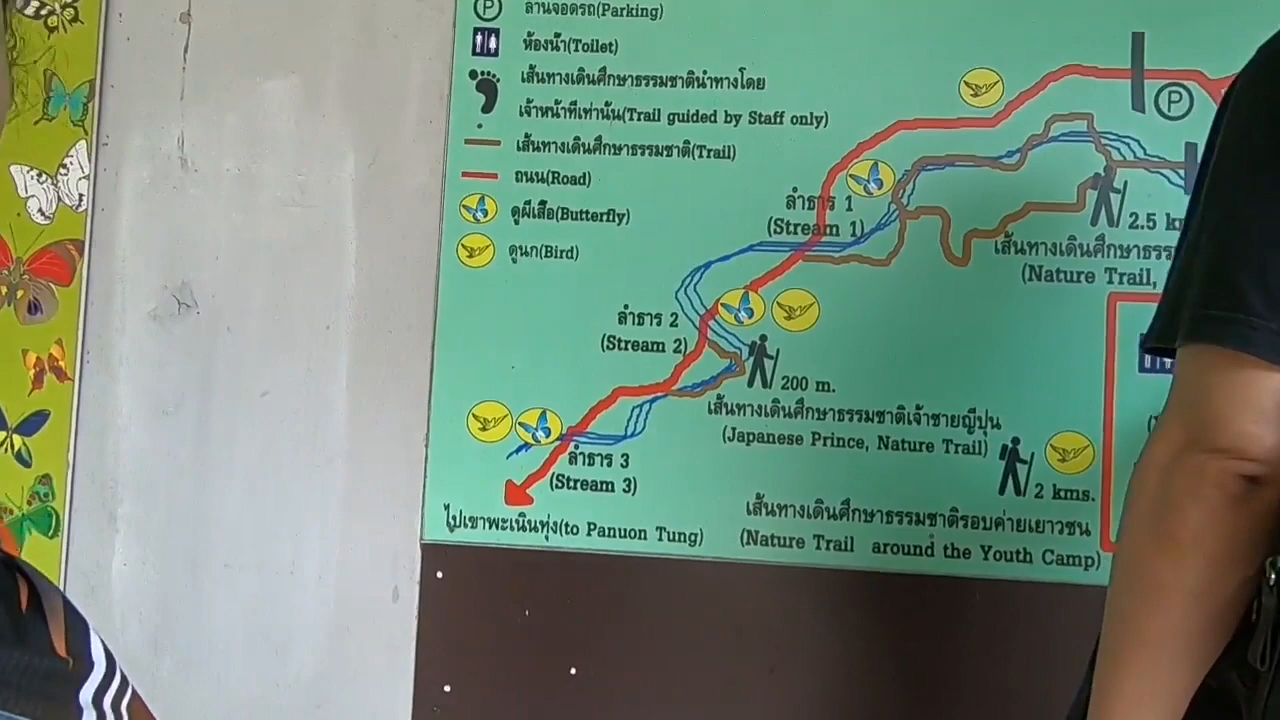 P
ลานจอดรถ(Parking)
ห้องน้ำ(Toilet)
เส้นทางเดินศึกษาธรรมชาตินำทางโดย
เจ้าหน้าที่เท่านั้น(Trail guided by Staff only)
เส้นทางเดินศึกษาธรรมชาติ(Trail)
ถนน(Road)
ดูผีเสื้อ(Butterfly)
ดูนก(Bird)
P
ลำธาร 1
(Stream 1)
2.5
เส้นทางเดินศึกษาธรร
(Nature Trail,
ลำธาร 2
(Stream 2)
200 m.
เส้นทางเดินศึกษาธรรมชาติเจ้าชายญี่ปุ่น
(Japanese Prince, Nature Trail)
ลำธาร 3
(Stream 3)
2 kms.
เส้นทางเดินศึกษาธรรมชาติรอบค่ายเยาวชน
(Nature Trail around the Youth Camp)
ไปเขาพะเนินทุ่ง(to Panuon Tung)